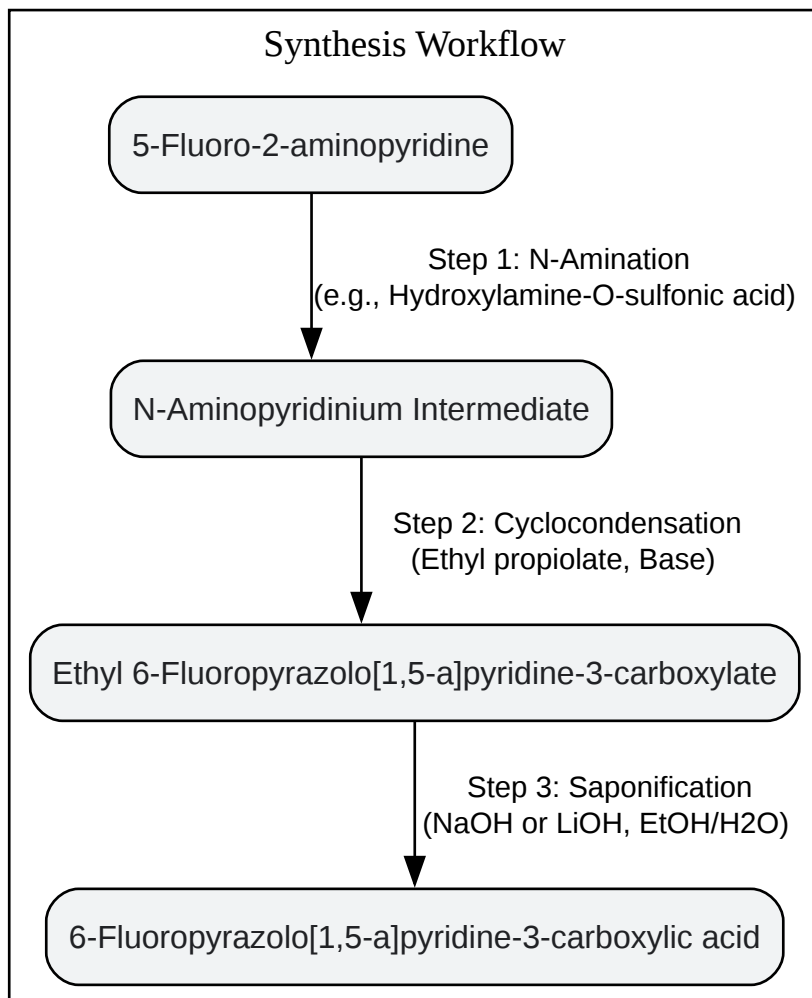 Synthesis Workflow
5-Fluoro-2-aminopyridine
Step 1: N-Amination
(e.g., Hydroxylamine-O-sulfonic acid)
N-Aminopyridinium Intermediate
Step 2: Cyclocondensation
(Ethyl propiolate, Base)
Ethyl 6-Fluoropyrazolo[1,5-a]pyridine-3-carboxylate
Step 3: Saponification
(NaOH or LiOH, EtOH/H2O)
6-Fluoropyrazolo[1,5-a]pyridine-3-carboxylic acid